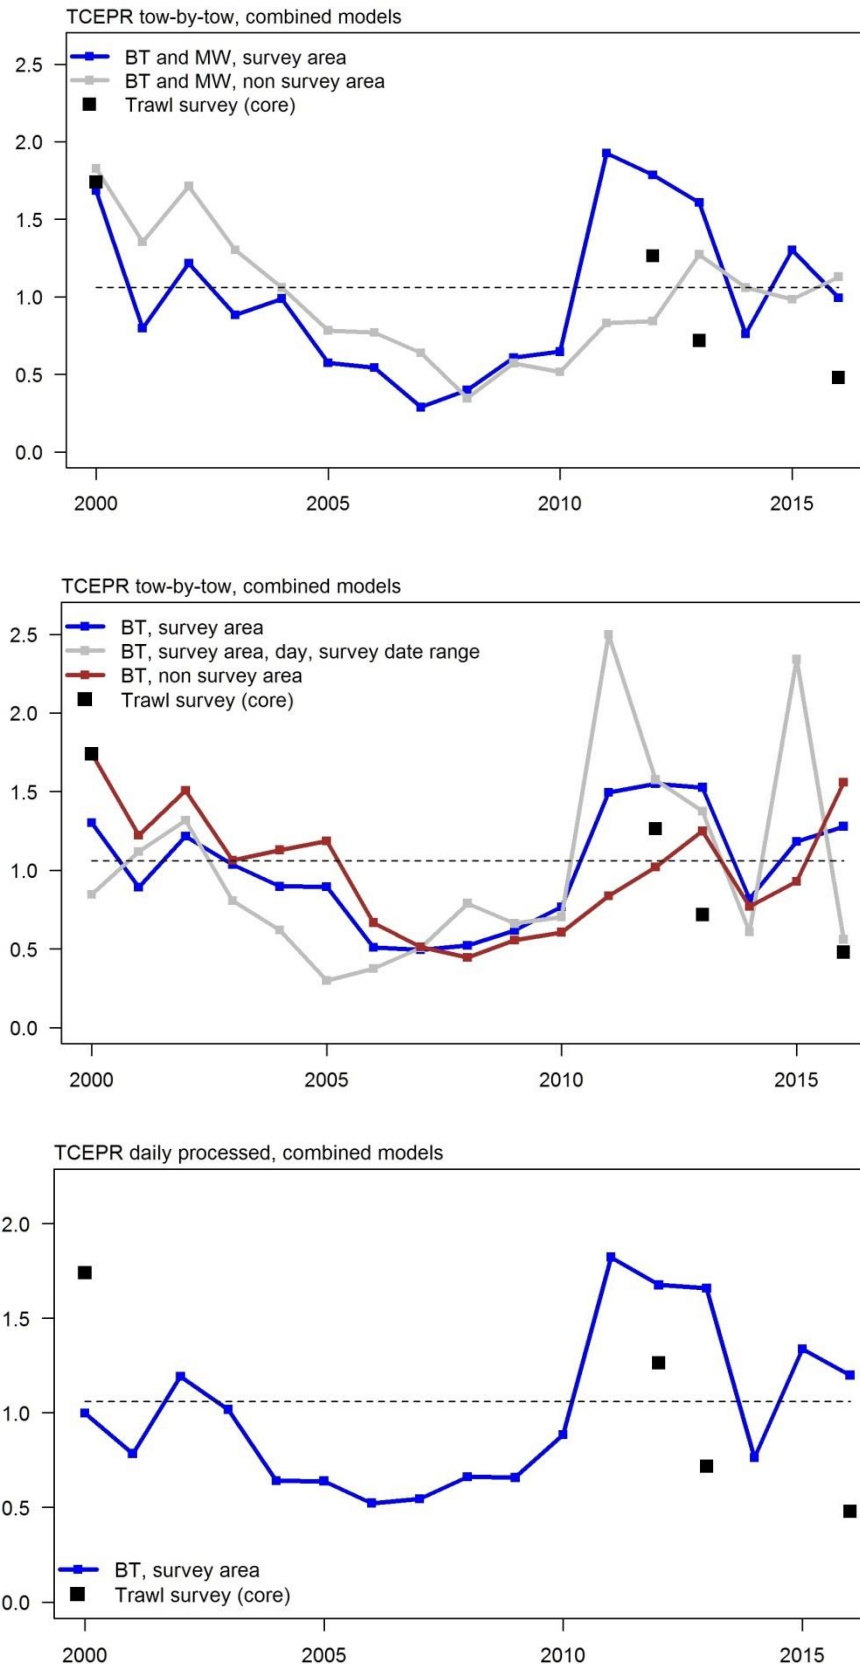 TCEPR tow-by-tow, combined models
BT and MW, survey area
BT and MW, non survey area
Trawl survey (core)
2.5
2.0
1.5
1.0
0.5
0.0
2000 2005 2010 2015
TCEPR tow-by-tow, combined models
BT, survey area
BT, survey area, day, survey date range
BT, non survey area
Trawl survey (core)
2.5
2.0
1.5
1.0
0.5
0.0
2000 2005 2010 2015
TCEPR daily processed, combined models
2.0
1.5
1.0
0.5
0.0
BT, survey area
Trawl survey (core)
2000 2005 2010 2015